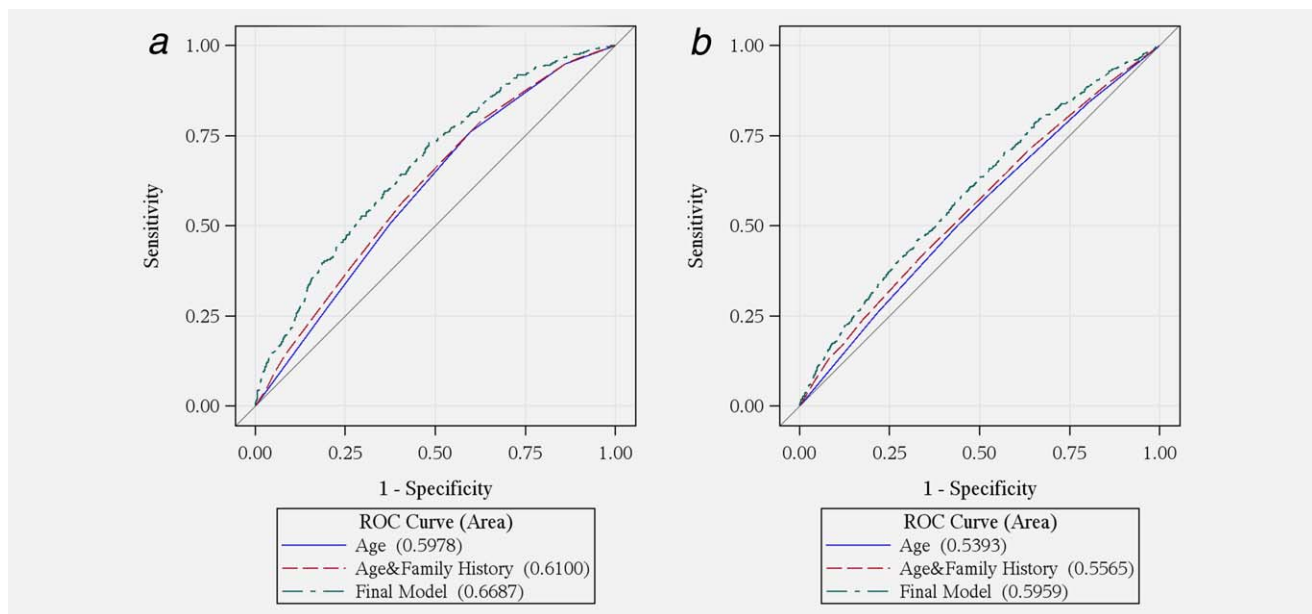 a
1.00
0.75
0.50
0.25
0.00
Sensitivity
0.00 0.25 0.50 0.75 1.00
1 - Specificity
ROC Curve (Area)
Age (0.5978)
Age&Family History (0.6100)
Final Model (0.6687)
b
1.00
0.75
0.50
0.25
0.00
Sensitivity
0.00 0.25 0.50 0.75 1.00
1 - Specificity
ROC Curve (Area)
Age (0.5393)
Age&Family History (0.5565)
Final Model (0.5959)